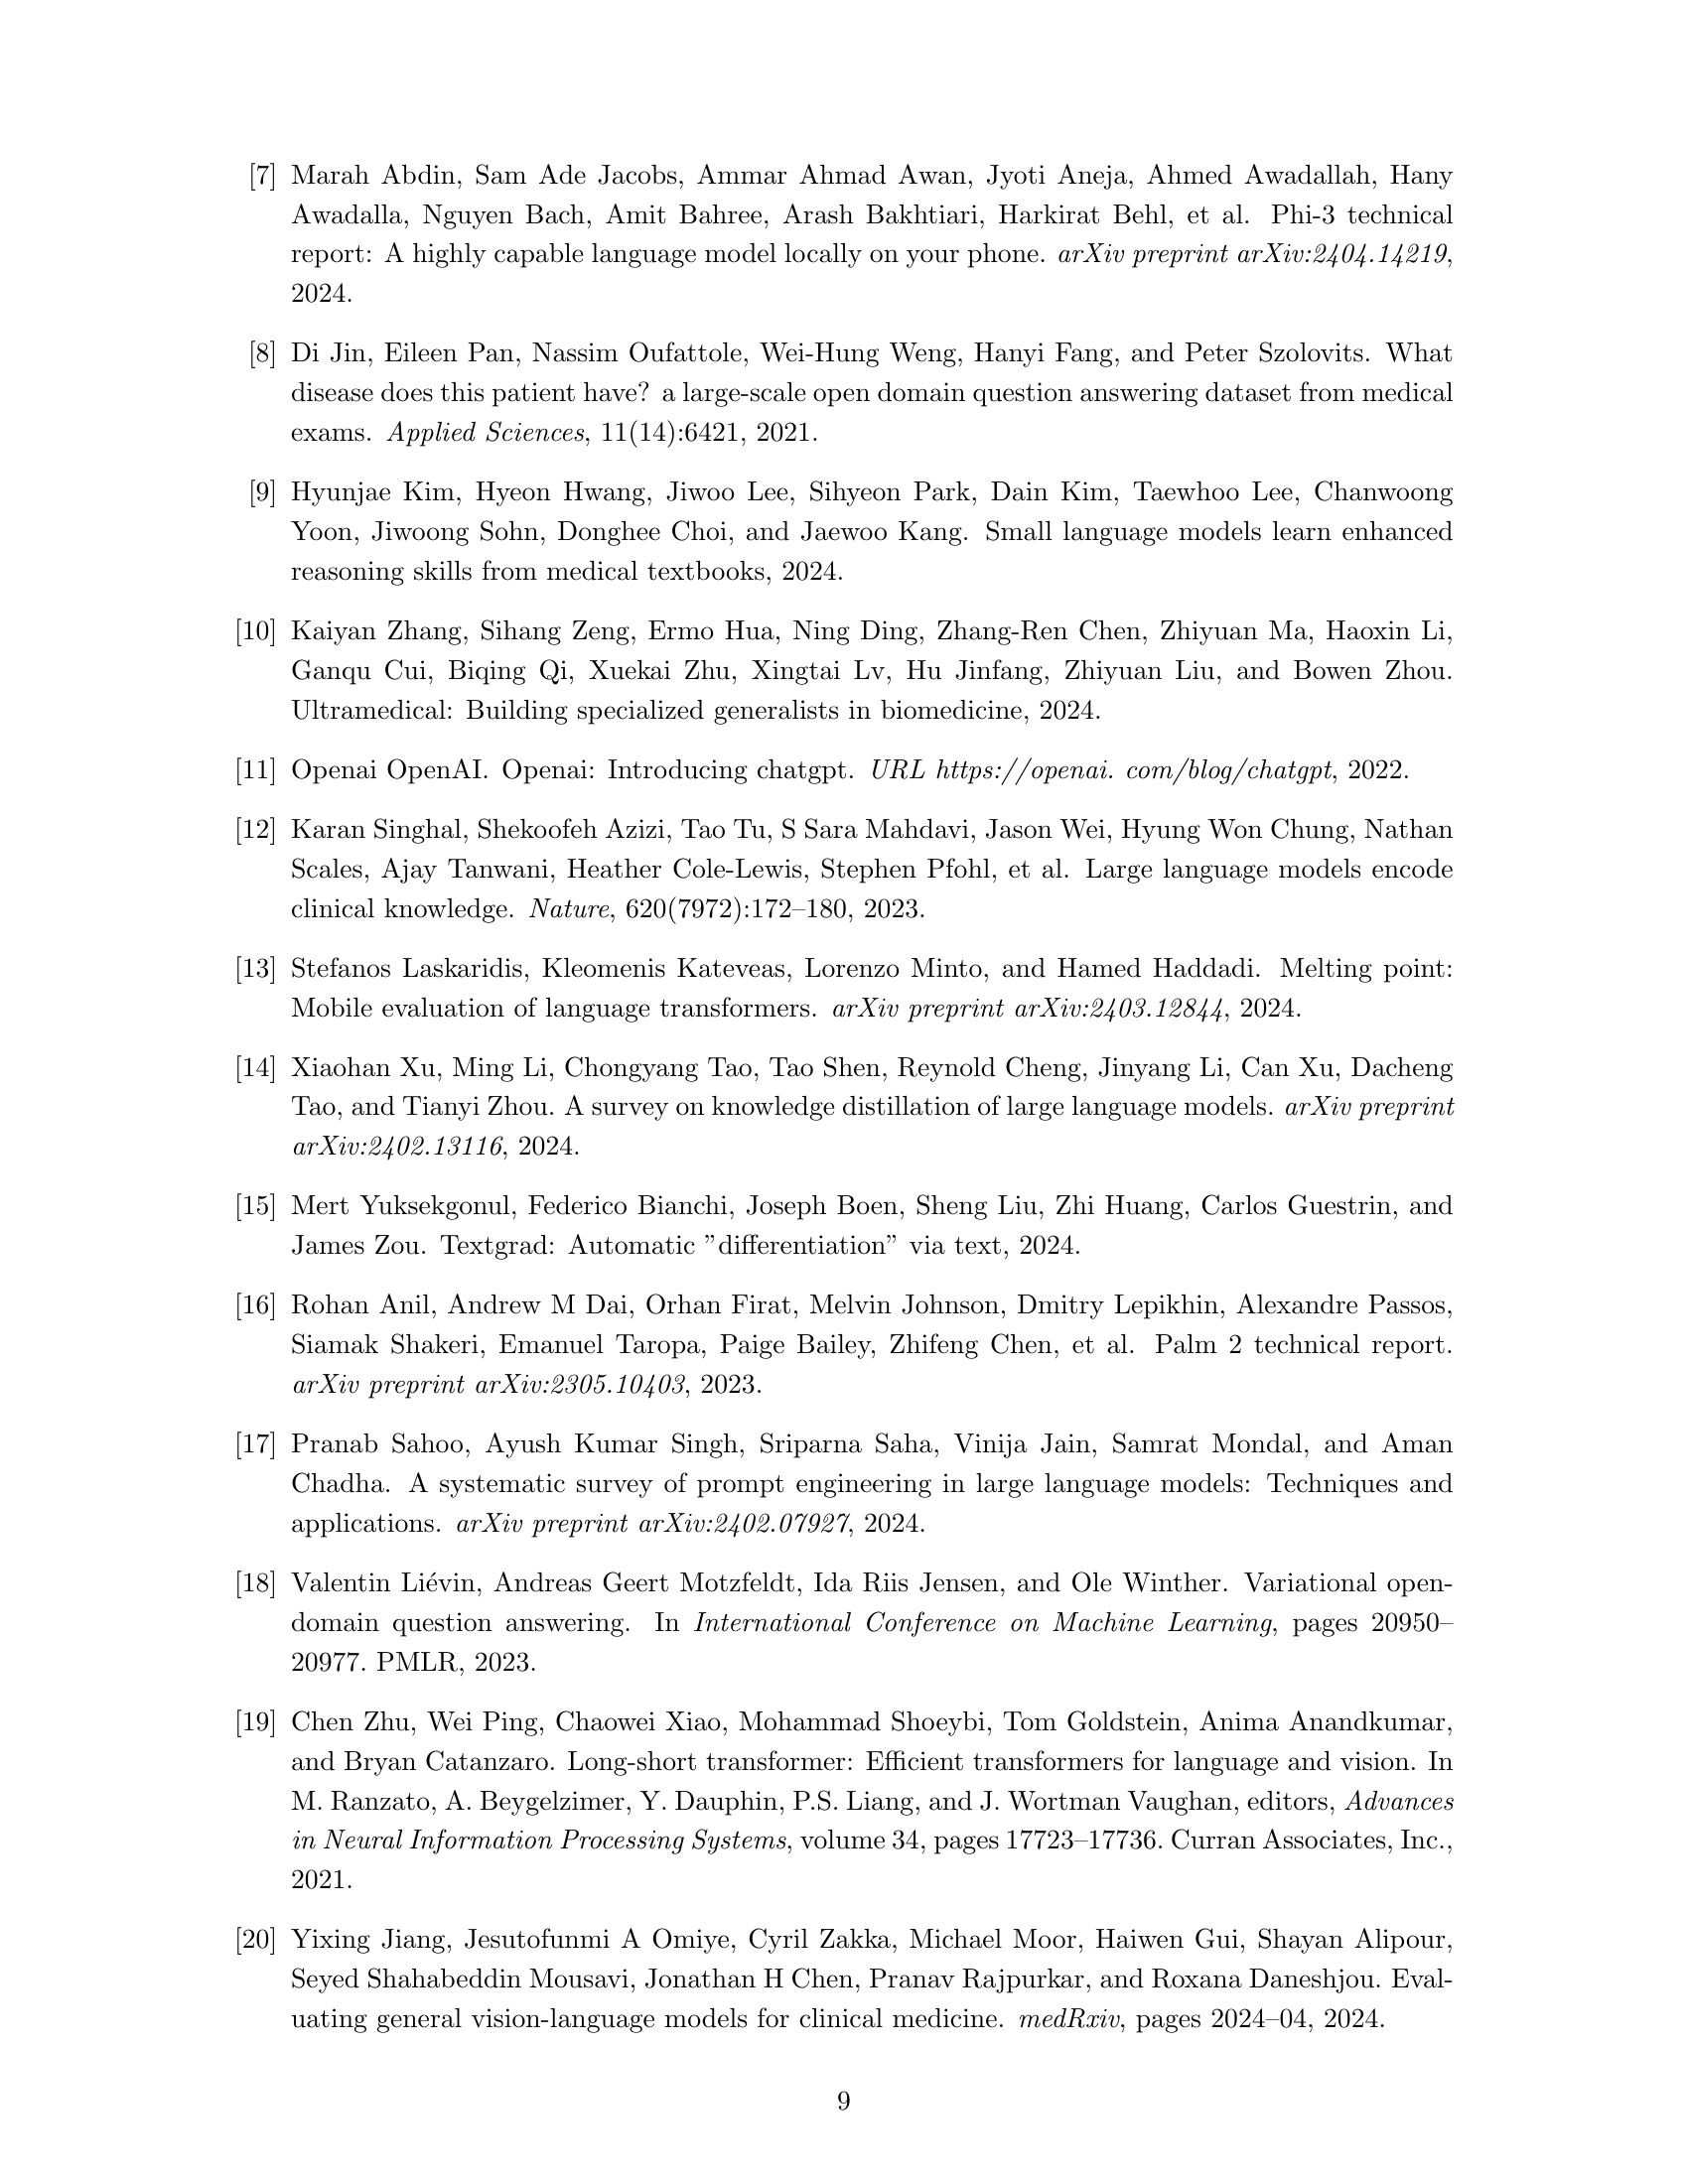 [7] Marah Abdin, Sam Ade Jacobs, Ammar Ahmad Awan, Jyoti Aneja, Ahmed Awadallah, Hany
Awadalla, Nguyen Bach, Amit Bahree, Arash Bakhtiari, Harkirat Behl, et al. Phi-3 technical
report: A highly capable language model locally on your phone. arXiv preprint arXiv:2404.14219,
2024.
[8] Di Jin, Eileen Pan, Nassim Oufattole, Wei-Hung Weng, Hanyi Fang, and Peter Szolovits. What
disease does this patient have? a large-scale open domain question answering dataset from medical
exams. Applied Sciences, 11(14):6421, 2021.
[9] Hyunjae Kim, Hyeon Hwang, Jiwoo Lee, Sihyeon Park, Dain Kim, Taewhoo Lee, Chanwoong
Yoon, Jiwoong Sohn, Donghee Choi, and Jaewoo Kang. Small language models learn enhanced
reasoning skills from medical textbooks, 2024.
[10] Kaiyan Zhang, Sihang Zeng, Ermo Hua, Ning Ding, Zhang-Ren Chen, Zhiyuan Ma, Haoxin Li,
Ganqu Cui, Biqing Qi, Xuekai Zhu, Xingtai Lv, Hu Jinfang, Zhiyuan Liu, and Bowen Zhou.
Ultramedical: Building specialized generalists in biomedicine, 2024.
[11] Openai OpenAI. Openai: Introducing chatgpt. URL https://openai. com/blog/chatgpt, 2022.
[12] Karan Singhal, Shekoofeh Azizi, Tao Tu, S Sara Mahdavi, Jason Wei, Hyung Won Chung, Nathan
Scales, Ajay Tanwani, Heather Cole-Lewis, Stephen Pfohl, et al. Large language models encode
clinical knowledge. Nature, 620(7972):172–180, 2023.
[13] Stefanos Laskaridis, Kleomenis Kateveas, Lorenzo Minto, and Hamed Haddadi. Melting point:
Mobile evaluation of language transformers. arXiv preprint arXiv:2403.12844, 2024.
[14] Xiaohan Xu, Ming Li, Chongyang Tao, Tao Shen, Reynold Cheng, Jinyang Li, Can Xu, Dacheng
Tao, and Tianyi Zhou. A survey on knowledge distillation of large language models. arXiv preprint
arXiv:2402.13116, 2024.
[15] Mert Yuksekgonul, Federico Bianchi, Joseph Boen, Sheng Liu, Zhi Huang, Carlos Guestrin, and
James Zou. Textgrad: Automatic ”differentiation” via text, 2024.
[16] Rohan Anil, Andrew M Dai, Orhan Firat, Melvin Johnson, Dmitry Lepikhin, Alexandre Passos,
Siamak Shakeri, Emanuel Taropa, Paige Bailey, Zhifeng Chen, et al. Palm 2 technical report.
arXiv preprint arXiv:2305.10403, 2023.
[17] Pranab Sahoo, Ayush Kumar Singh, Sriparna Saha, Vinija Jain, Samrat Mondal, and Aman
Chadha. A systematic survey of prompt engineering in large language models: Techniques and
applications. arXiv preprint arXiv:2402.07927, 2024.
[18] Valentin Liévin, Andreas Geert Motzfeldt, Ida Riis Jensen, and Ole Winther. Variational open-
domain question answering. In International Conference on Machine Learning, pages 20950–
20977. PMLR, 2023.
[19] Chen Zhu, Wei Ping, Chaowei Xiao, Mohammad Shoeybi, Tom Goldstein, Anima Anandkumar,
and Bryan Catanzaro. Long-short transformer: Efficient transformers for language and vision. In
M. Ranzato, A. Beygelzimer, Y. Dauphin, P.S. Liang, and J. Wortman Vaughan, editors, Advances
in Neural Information Processing Systems, volume 34, pages 17723–17736. Curran Associates, Inc.,
2021.
[20] Yixing Jiang, Jesutofunmi A Omiye, Cyril Zakka, Michael Moor, Haiwen Gui, Shayan Alipour,
Seyed Shahabeddin Mousavi, Jonathan H Chen, Pranav Rajpurkar, and Roxana Daneshjou. Eval-
uating general vision-language models for clinical medicine. medRxiv, pages 2024–04, 2024.
9